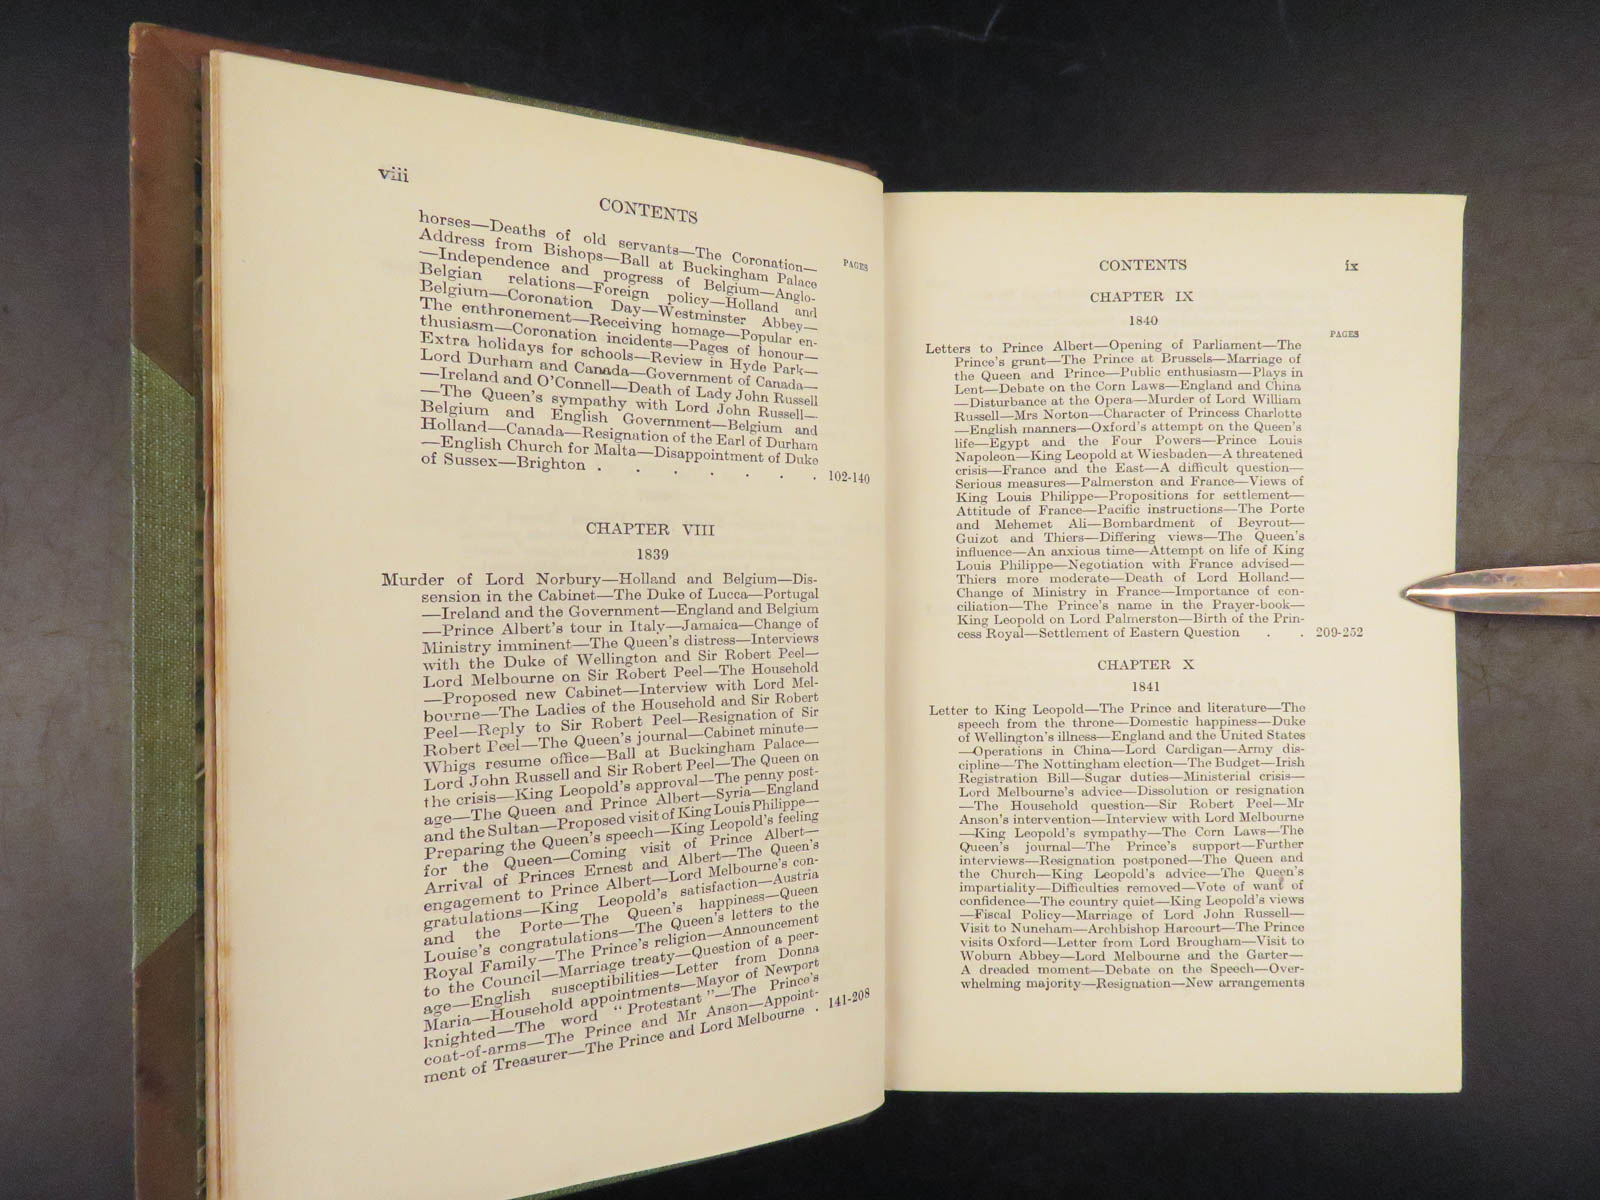 viii
CONTENTS
PAGES
horses—Deaths of old servants—The Coronation—
Address from Bishops—Ball at Buckingham Palace
—Independence and progress of Belgium—Anglo-
Belgian relations—Foreign policy—Holland and
Belgium—Coronation Day—Westminster Abbey—
The enthronement—Receiving homage—Popular en-
thusiasm—Coronation incidents—Pages of honour—
Extra holidays for schools—Review in Hyde Park—
Lord Durham and Canada—Government of Canada—
—Ireland and O'Connell—Death of Lady John Russell
—The Queen's sympathy with Lord John Russell—
Belgium and English Government—Belgium and
Holland—Canada—Resignation of the Earl of Durham
—English Church for Malta—Disappointment of Duke
of Sussex—Brighton . . . . . . . 102-140
CHAPTER VIII
1839
Murder of Lord Norbury—Holland and Belgium—Dis-
sension in the Cabinet—The Duke of Lucca—Portugal
—Ireland and the Government—England and Belgium
—Prince Albert's tour in Italy—Jamaica—Change of
Ministry imminent—The Queen's distress—Interviews
with the Duke of Wellington and Sir Robert Peel—
Lord Melbourne on Sir Robert Peel—The Household
—Proposed new Cabinet—Interview with Lord Mel-
bourne—The Ladies of the Household and Sir Robert
Peel—Reply to Sir Robert Peel—Resignation of Sir
Robert Peel—The Queen's journal—Cabinet minute—
Whigs resume office—Ball at Buckingham Palace—
Lord John Russell and Sir Robert Peel—The Queen on
the crisis—King Leopold's approval—The penny post-
age—The Queen and Prince Albert—Syria—England
and the Sultan—Proposed visit of King Louis Philippe—
Preparing the Queen's speech—King Leopold's feeling
for the Queen—Coming visit of Prince Albert—
Arrival of Princes Ernest and Albert—The Queen's
engagement to Prince Albert—Lord Melbourne's con-
gratulations—King Leopold's satisfaction—Austria
and the Porte—The Queen's happiness—Queen
Louise's congratulations—The Queen's letters to the
Royal Family—The Prince's religion—Announcement
to the Council—Marriage treaty—Question of a peer-
age—English susceptibilities—Letter from Donna
Maria—Household appointments—Mayor of Newport
knighted—The word "Protestant"—The Prince's
coat-of-arms—The Prince and Mr Anson—Appoint-
ment of Treasurer—The Prince and Lord Melbourne . 141-208
CONTENTS ix
CHAPTER IX
1840
PAGES
Letters to Prince Albert—Opening of Parliament—The
Prince's grant—The Prince at Brussels—Marriage of
the Queen and Prince—Public enthusiasm—Plays in
Lent—Debate on the Corn Laws—England and China
—Disturbance at the Opera—Murder of Lord William
Russell—Mrs Norton—Character of Princess Charlotte
—English manners—Oxford's attempt on the Queen's
life—Egypt and the Four Powers—Prince Louis
Napoleon—King Leopold at Wiesbaden—A threatened
crisis—France and the East—A difficult question—
Serious measures—Palmerston and France—Views of
King Louis Philippe—Propositions for settlement—
Attitude of France—Pacific instructions—The Porte
and Mehemet Ali—Bombardment of Beyrout—
Guizot and Thiers—Differing views—The Queen's
influence—An anxious time—Attempt on life of King
Louis Philippe—Negotiation with France advised—
Thiers more moderate—Death of Lord Holland—
Change of Ministry in France—Importance of con-
ciliation—The Prince's name in the Prayer-book—
King Leopold on Lord Palmerston—Birth of the Prin-
cess Royal—Settlement of Eastern Question . . 209-252
CHAPTER X
1841
Letter to King Leopold—The Prince and literature—The
speech from the throne—Domestic happiness—Duke
of Wellington's illness—England and the United States
—Operations in China—Lord Cardigan—Army dis-
cipline—The Nottingham election—The Budget—Irish
Registration Bill—Sugar duties—Ministerial crisis—
Lord Melbourne's advice—Dissolution or resignation
—The Household question—Sir Robert Peel—Mr
Anson's intervention—Interview with Lord Melbourne
—King Leopold's sympathy—The Corn Laws—The
Queen's journal—The Prince's support—Further
interviews—Resignation postponed—The Queen and
the Church—King Leopold's advice—The Queen's
impartiality—Difficulties removed—Vote of want of
confidence—The country quiet—King Leopold's views
—Fiscal Policy—Marriage of Lord John Russell—
Visit to Nuneham—Archbishop Harcourt—The Prince
visits Oxford—Letter from Lord Brougham—Visit to
Woburn Abbey—Lord Melbourne and the Garter—
A dreaded moment—Debate on the Speech—Over-
whelming majority—Resignation—New arrangements